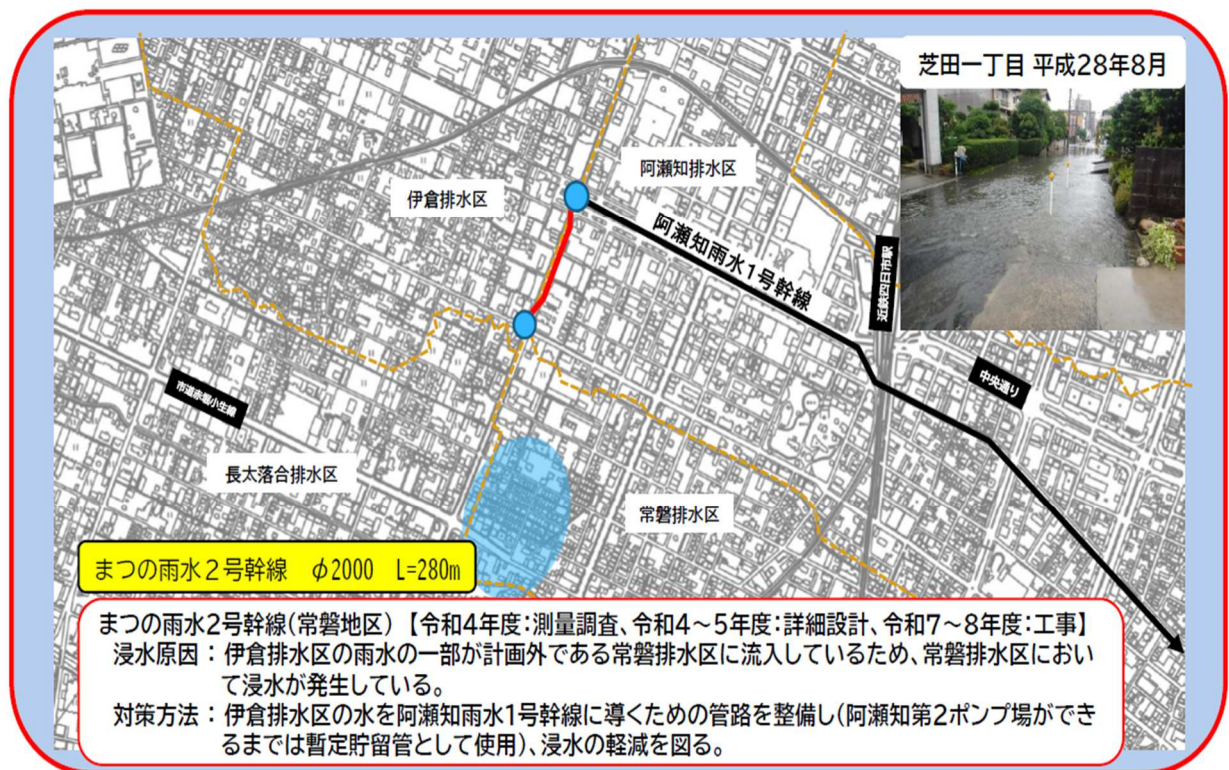 芝田一丁目 平成28年8月
阿瀬知排水区
伊倉排水区
阿瀬知雨水1号幹線
近鉄四日市駅
中央通り
市道赤堀小生線
長太落合排水区
常磐排水区
まつの雨水２号幹線　φ2000　L=280m
まつの雨水2号幹線(常磐地区)【令和4年度:測量調査、令和4～5年度:詳細設計、令和7～8年度:工事】
浸水原因：伊倉排水区の雨水の一部が計画外である常磐排水区に流入しているため、常磐排水区におい
て浸水が発生している。
対策方法：伊倉排水区の水を阿瀬知雨水1号幹線に導くための管路を整備し(阿瀬知第2ポンプ場ができ
るまでは暫定貯留管として使用)、浸水の軽減を図る。